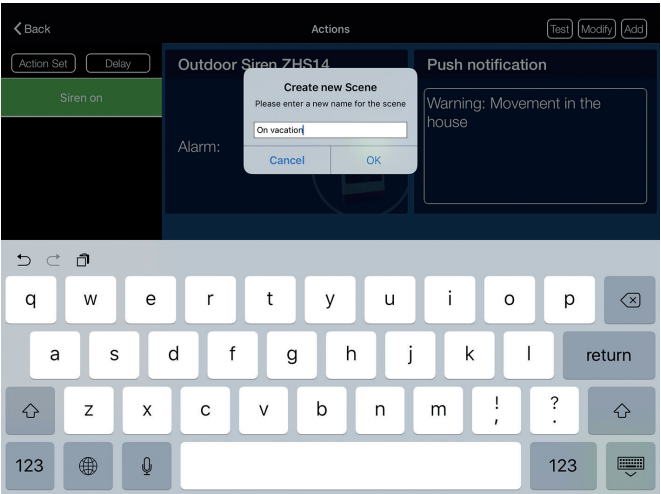 Back
Actions
Test Modify Add
Action Set Delay
Siren on
Outdoor Siren ZHS14
Alarm:
Push notification
Warning: Movement in the
house
Create new Scene
Please enter a new name for the scene
On vacation
Cancel OK
q w e r t y u i o p
a s d f g h j k l return
z x c v b n m ! , ? .
123 123